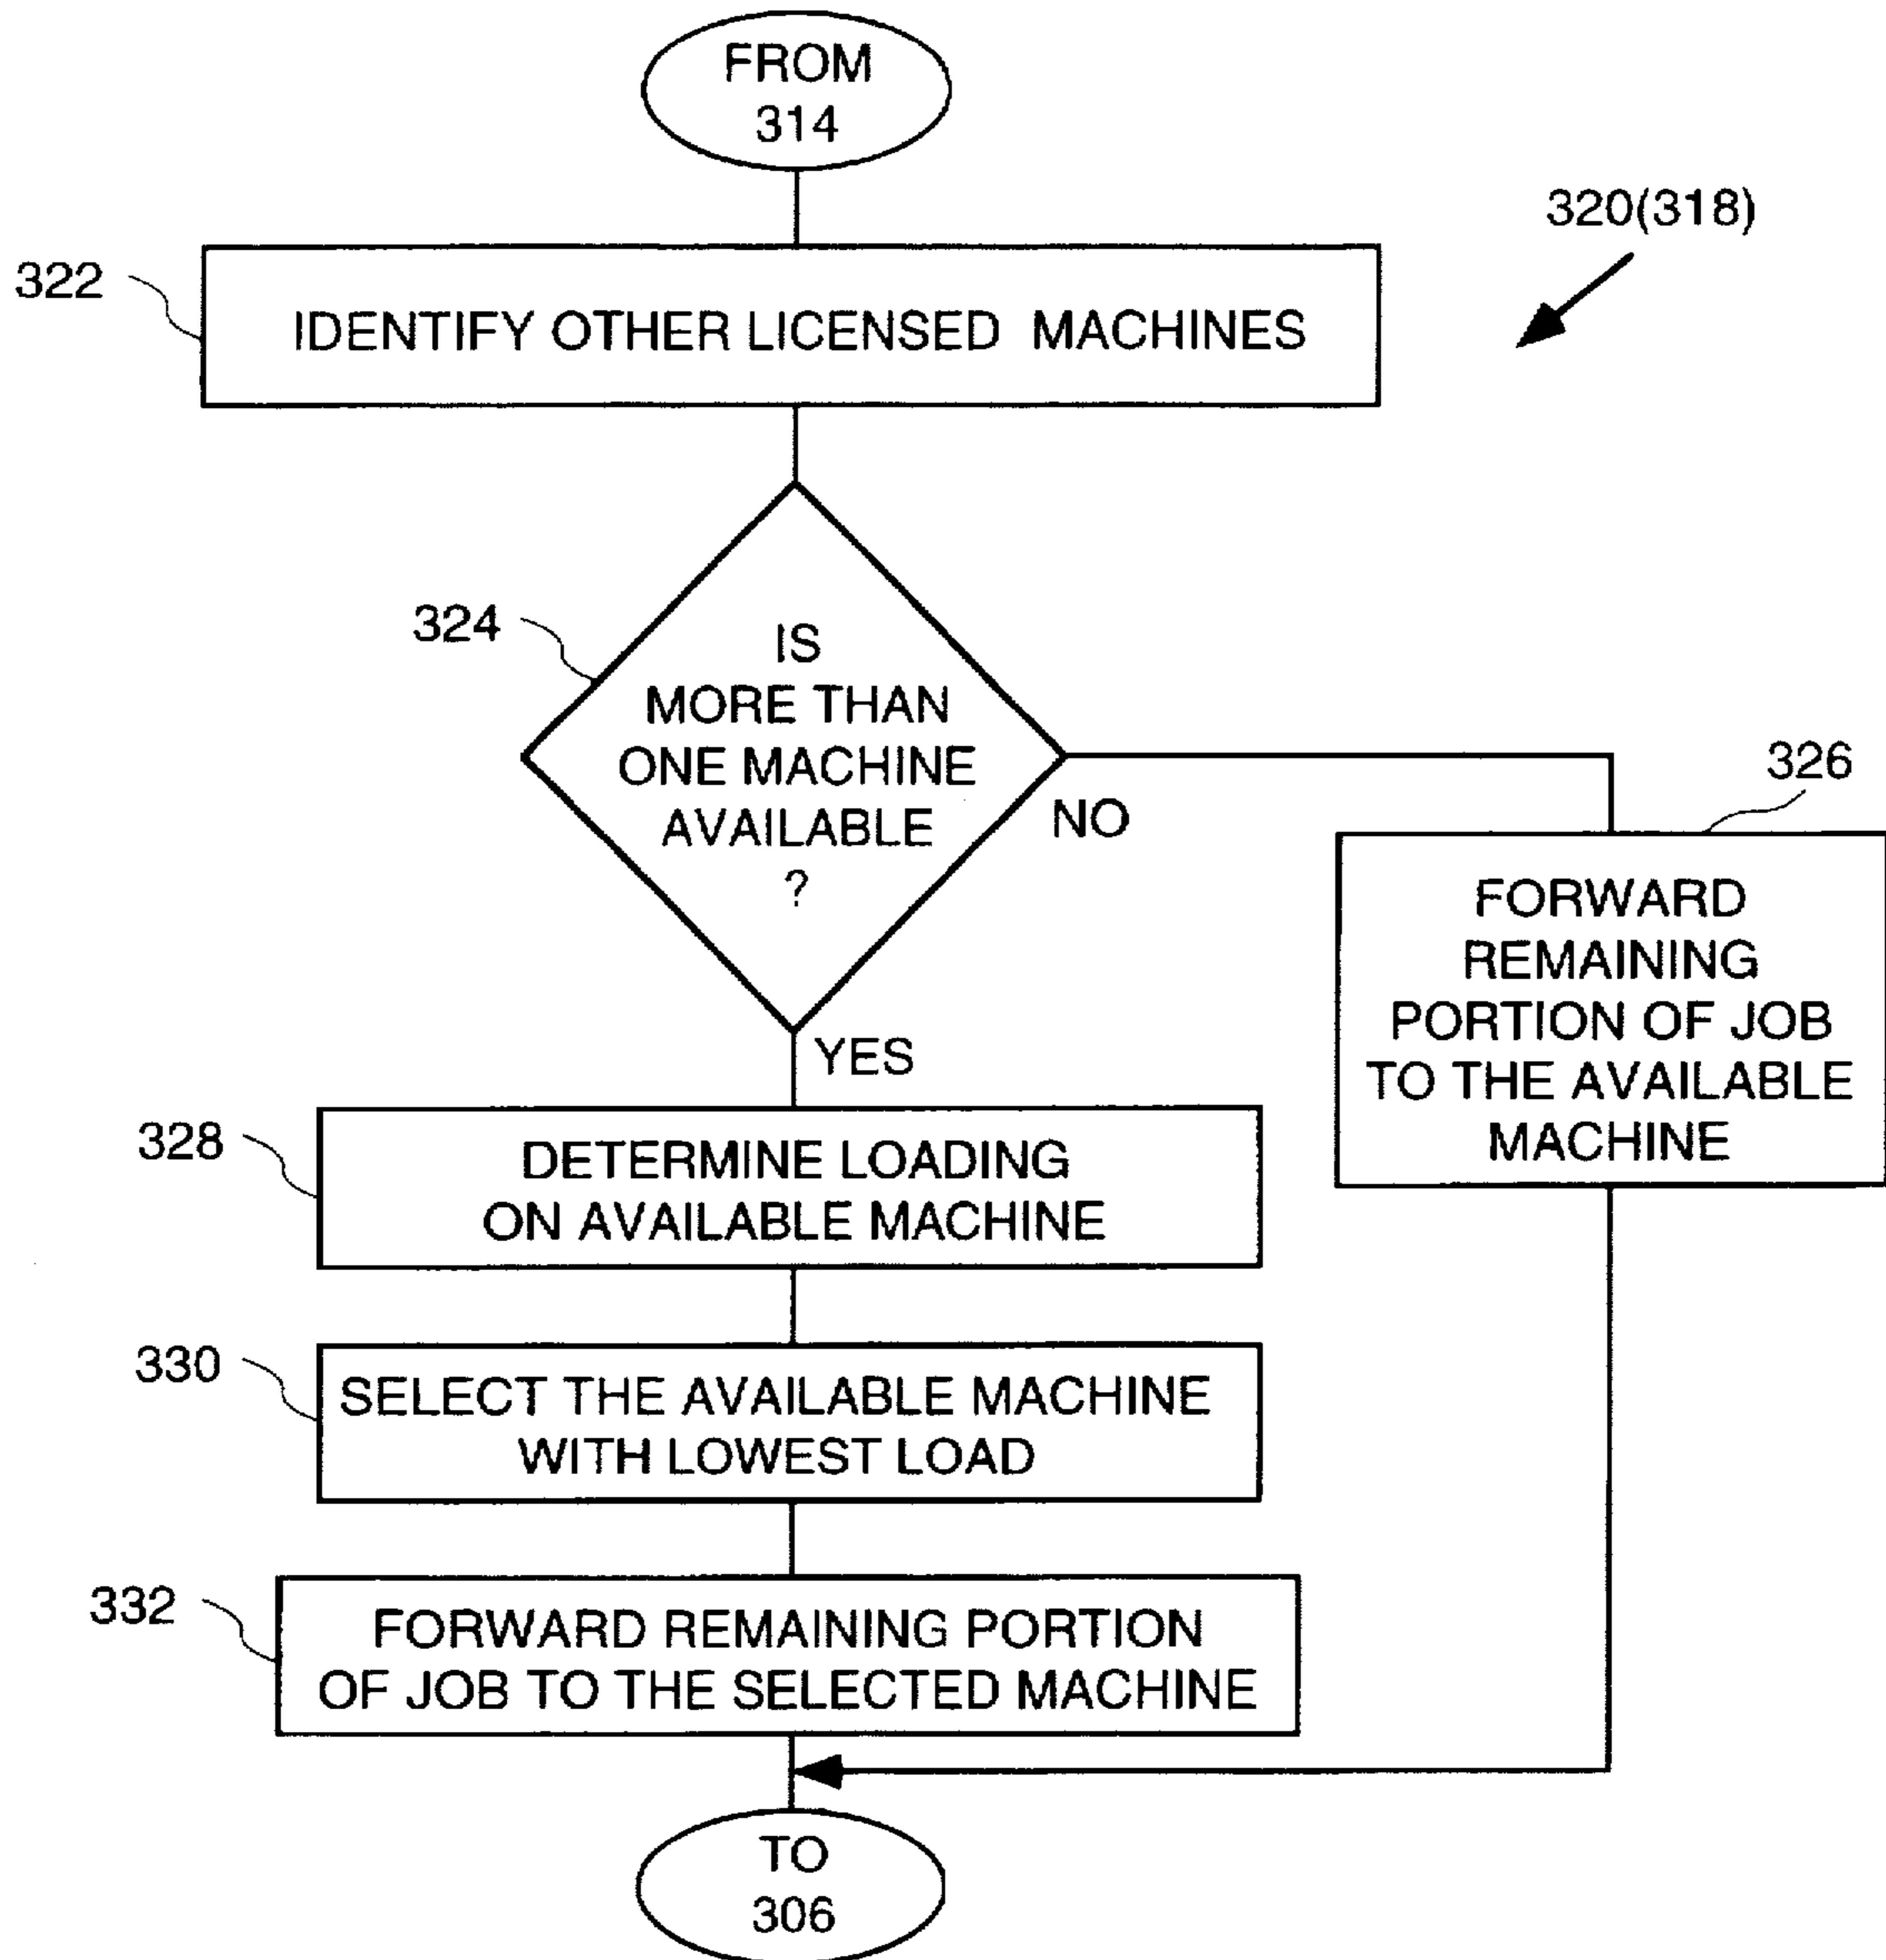 FROM
314
320(318)
322
IDENTIFY OTHER LICENSED MACHINES
324
IS
MORE THAN
ONE MACHINE
AVAILABLE
?
NO
326
FORWARD
REMAINING
PORTION OF JOB
TO THE AVAILABLE
MACHINE
YES
328
DETERMINE LOADING
ON AVAILABLE MACHINE
330
SELECT THE AVAILABLE MACHINE
WITH LOWEST LOAD
332
FORWARD REMAINING PORTION
OF JOB TO THE SELECTED MACHINE
TO
306